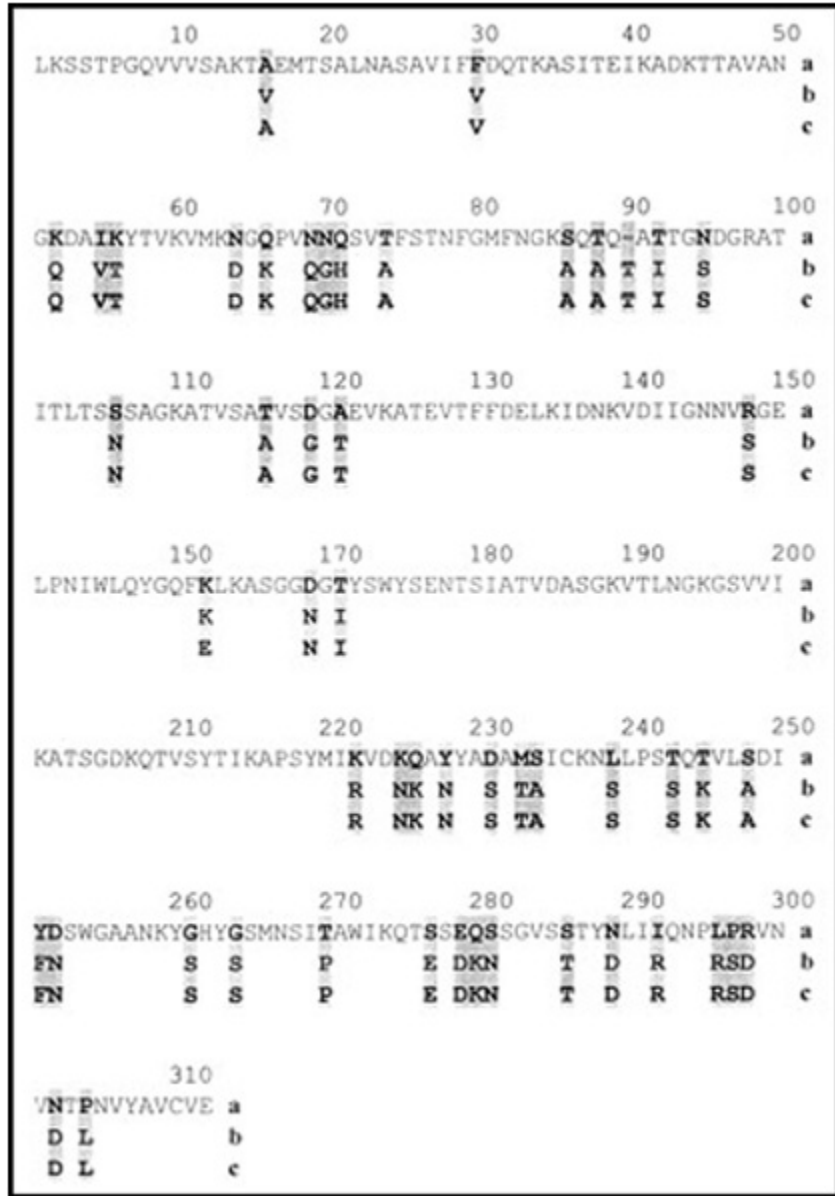 10 20 30 40 50
LKSSTPGQVVVSAKTAEMTSALNASAVIFFDQTKASITEIKADKTTAVAN a
V V b
A V c
60 70 80 90 100
GKDAIKYTVKVMKNGQPVNNQSVTFSTNFGMFNGKSQTQ-ATTGNDGRAT a
Q VT D K QGH A A A T I S b
Q VT D K QGH A A A T I S c
110 120 130 140 150
ITLTSSSAGKATVSATVSDGAEVKATEVTFFDELKIDNKVDIIGNNVRGE a
N A G T S b
N A G T S c
150 170 180 190 200
LPNIWLQYGQFKLKASGGDGTYSWYSENTSIATVDASGKVTLNGKGSVVI a
K N I b
E N I c
210 220 230 240 250
KATSGDKQTVSYTIKAPSYMIKVDKQAYYADAMSICKNLLPSTQTVLSDI a
R NK N S TA S S K A b
R NK N S TA S S K A c
260 270 280 290 300
YDSWGAANKYGHYGSMNSITAWIKQTSSEQSSGVSSTYNLIIQNPLPRVN a
FN S S P E DKN T D R RSD b
FN S S P E DKN T D R RSD c
310
VNTPNVYAVCVE a
D L b
D L c